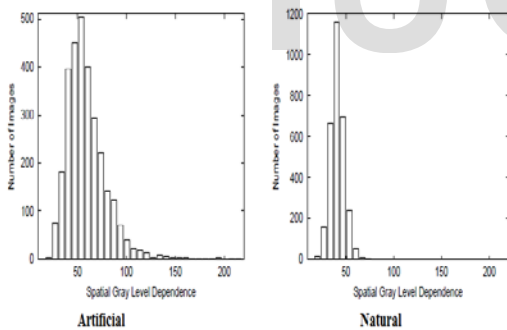 500
400
300
200
100
0
Number of Images
50 100 150 200
Spatial Gray Level Dependence
Artificial
1200
1000
800
600
400
200
0
Number of Images
50 100 150 200
Spatial Gray Level Dependence
Natural